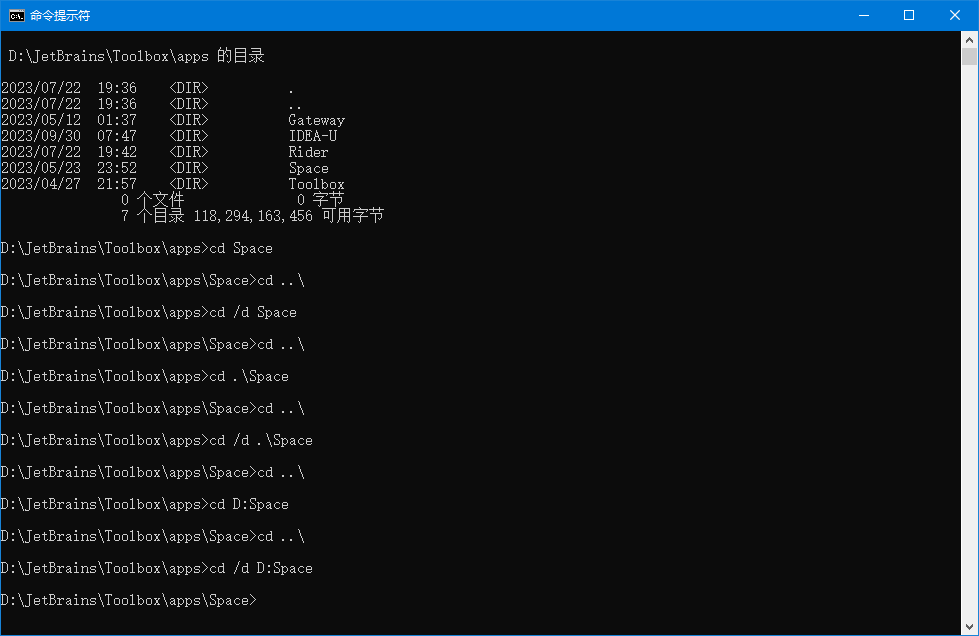 命令提示符
D:\JetBrains\Toolbox\apps 的目录
2023/07/22  19:36    <DIR>          .
2023/07/22  19:36    <DIR>          ..
2023/05/12  01:37    <DIR>          Gateway
2023/09/30  07:47    <DIR>          IDEA-U
2023/07/22  19:42    <DIR>          Rider
2023/05/23  23:52    <DIR>          Space
2023/04/27  21:57    <DIR>          Toolbox
0 个文件              0 字节
7 个目录 118,294,163,456 可用字节
D:\JetBrains\Toolbox\apps>cd Space
D:\JetBrains\Toolbox\apps\Space>cd ..\
D:\JetBrains\Toolbox\apps>cd /d Space
D:\JetBrains\Toolbox\apps\Space>cd ..\
D:\JetBrains\Toolbox\apps>cd .\Space
D:\JetBrains\Toolbox\apps\Space>cd ..\
D:\JetBrains\Toolbox\apps>cd /d .\Space
D:\JetBrains\Toolbox\apps\Space>cd ..\
D:\JetBrains\Toolbox\apps>cd D:Space
D:\JetBrains\Toolbox\apps\Space>cd ..\
D:\JetBrains\Toolbox\apps>cd /d D:Space
D:\JetBrains\Toolbox\apps\Space>